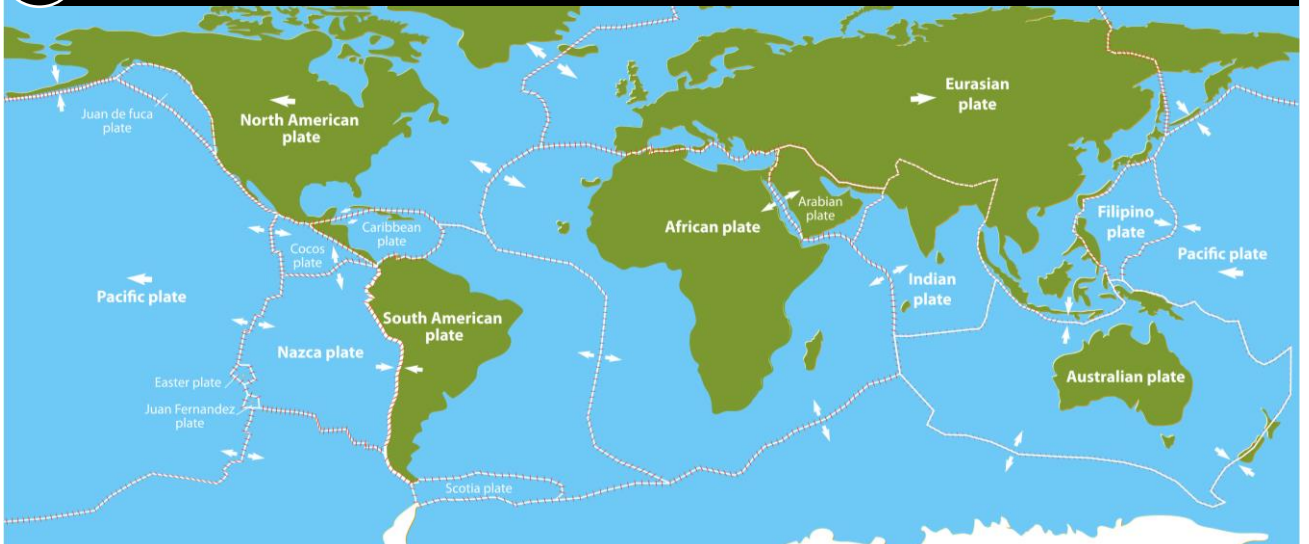 Juan de fuca
plate
North American
plate
Eurasian
plate
Caribbean
plate
Cocos
plate
African plate
Arabian
plate
Filipino
plate
Pacific plate
Indian
plate
Pacific plate
South American
plate
Nazca plate
Easter plate
Juan Fernandez
plate
Australian plate
Scotia plate